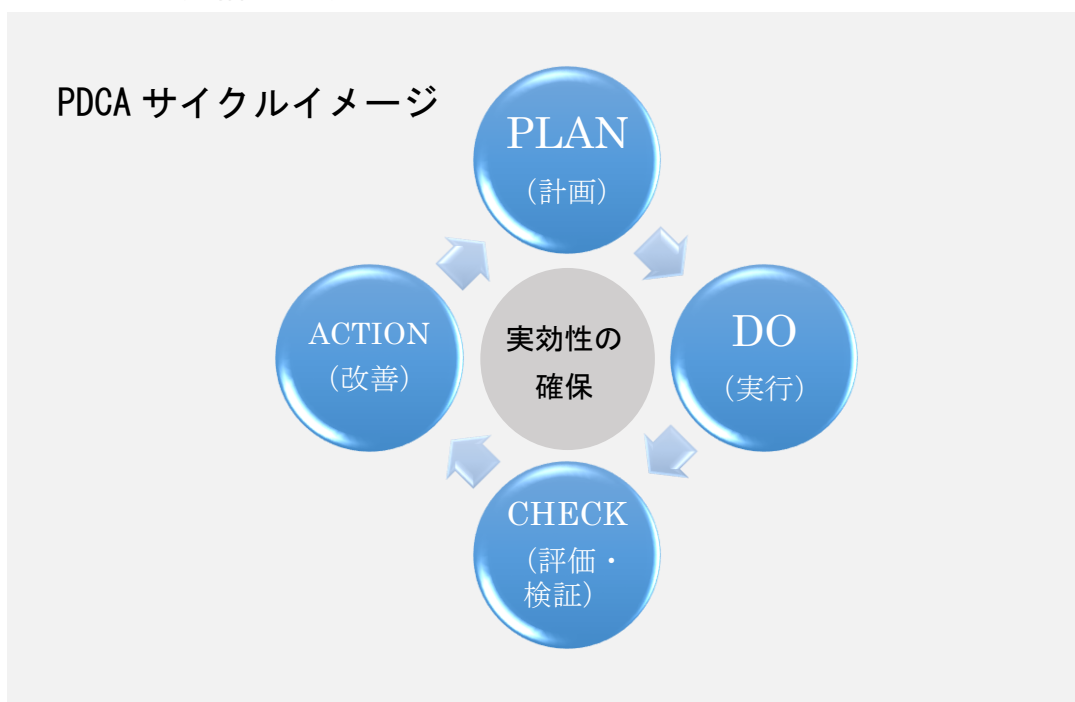 PDCA サイクルイメージ
PLAN
（計画）
DO
（実行）
CHECK
（評価・
検証）
ACTION
（改善）
実効性の
確保